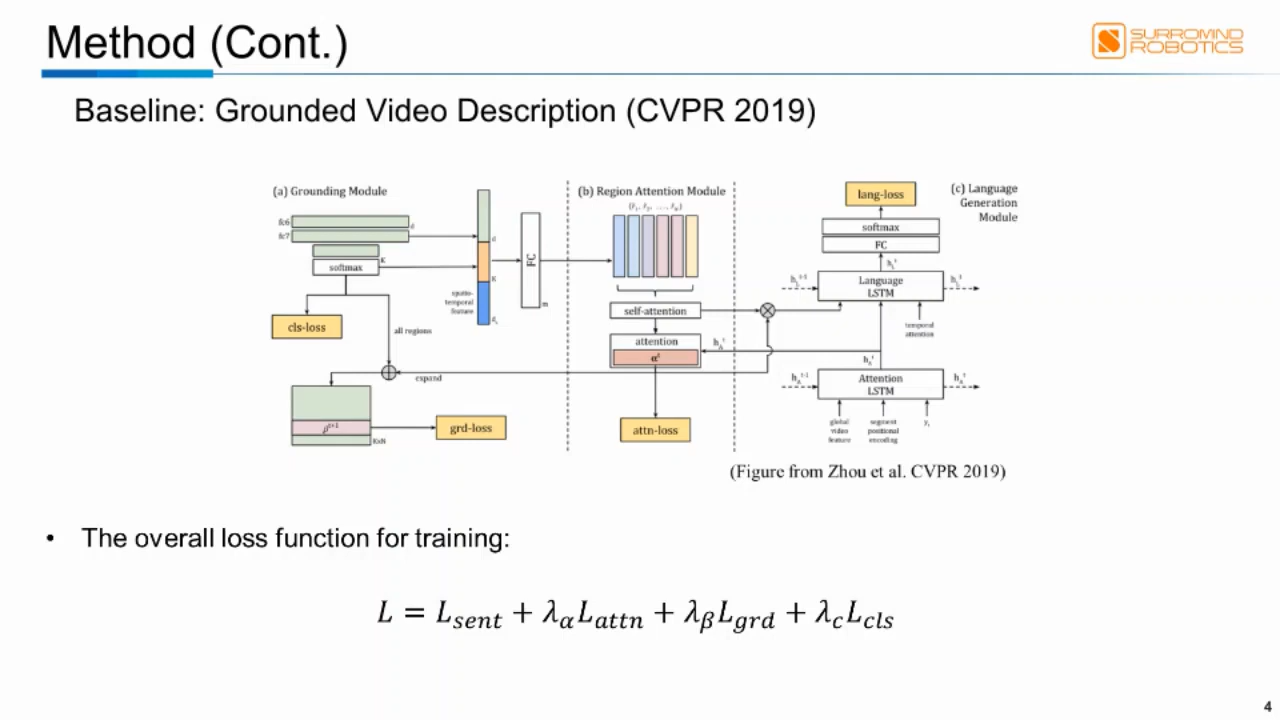 Method (Cont.)
SURROMIND
ROBOTICS
Baseline: Grounded Video Description (CVPR 2019)
(a) Grounding Module
fc6
fc7
d
K
softmax
cls-loss
all regions
expand
KxN
grd-loss
d
K
spatio-
temporal
feature
FC
m
(b) Region Attention Module
self-attention
attention
αᵗ
attn-loss
(c) Language
Generation
Module
lang-loss
softmax
FC
Language
LSTM
temporal
attention
Attention
LSTM
global
video
feature
segment
positional
encoding
(Figure from Zhou et al. CVPR 2019)
• The overall loss function for training:
L = L_sent + λ_α L_attn + λ_β L_grd + λ_c L_cls
4